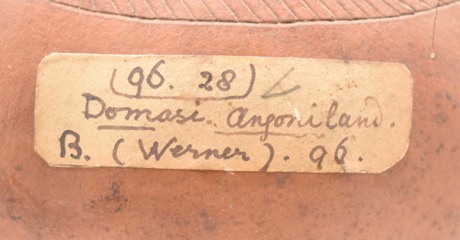 (96. 28)
Domasi. Angoniland.
B. (Werner). 96.